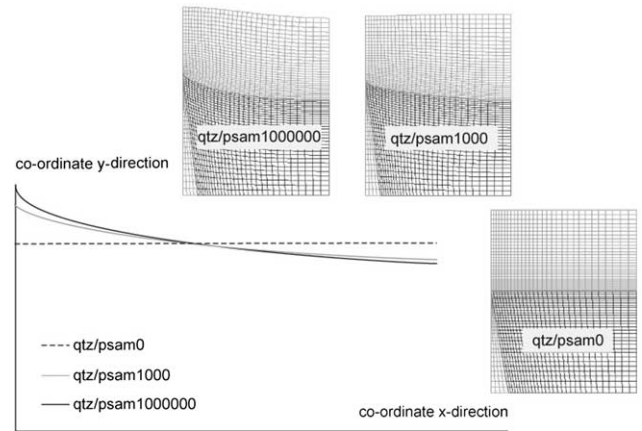 qtz/psam1000000
qtz/psam1000
co-ordinate y-direction
qtz/psam0
qtz/psam0
qtz/psam1000
qtz/psam1000000
co-ordinate x-direction